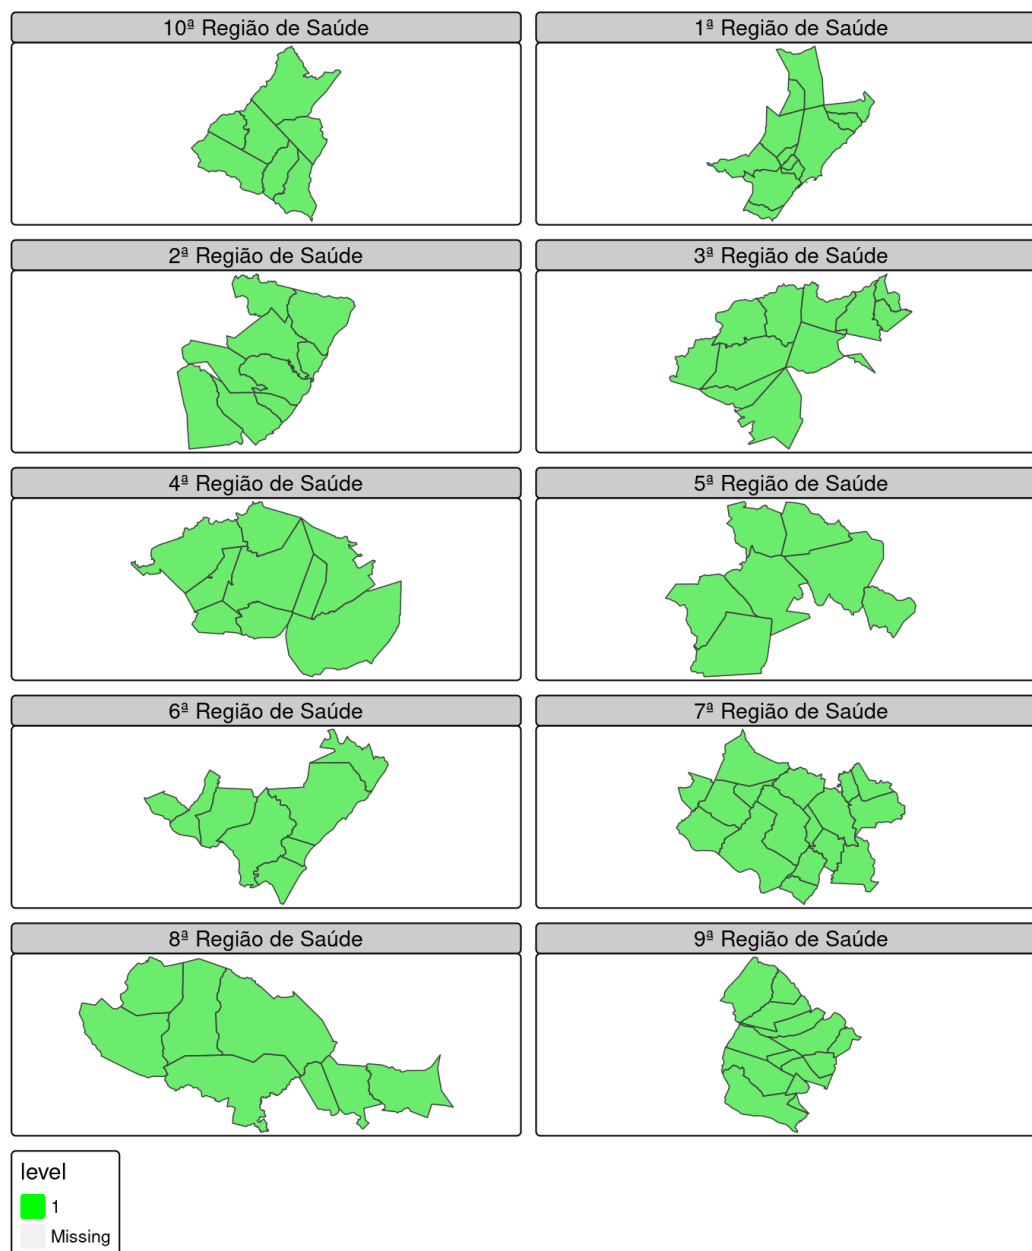 10ª Região de Saúde
1ª Região de Saúde
2ª Região de Saúde
3ª Região de Saúde
4ª Região de Saúde
5ª Região de Saúde
6ª Região de Saúde
7ª Região de Saúde
8ª Região de Saúde
9ª Região de Saúde
level
1
Missing